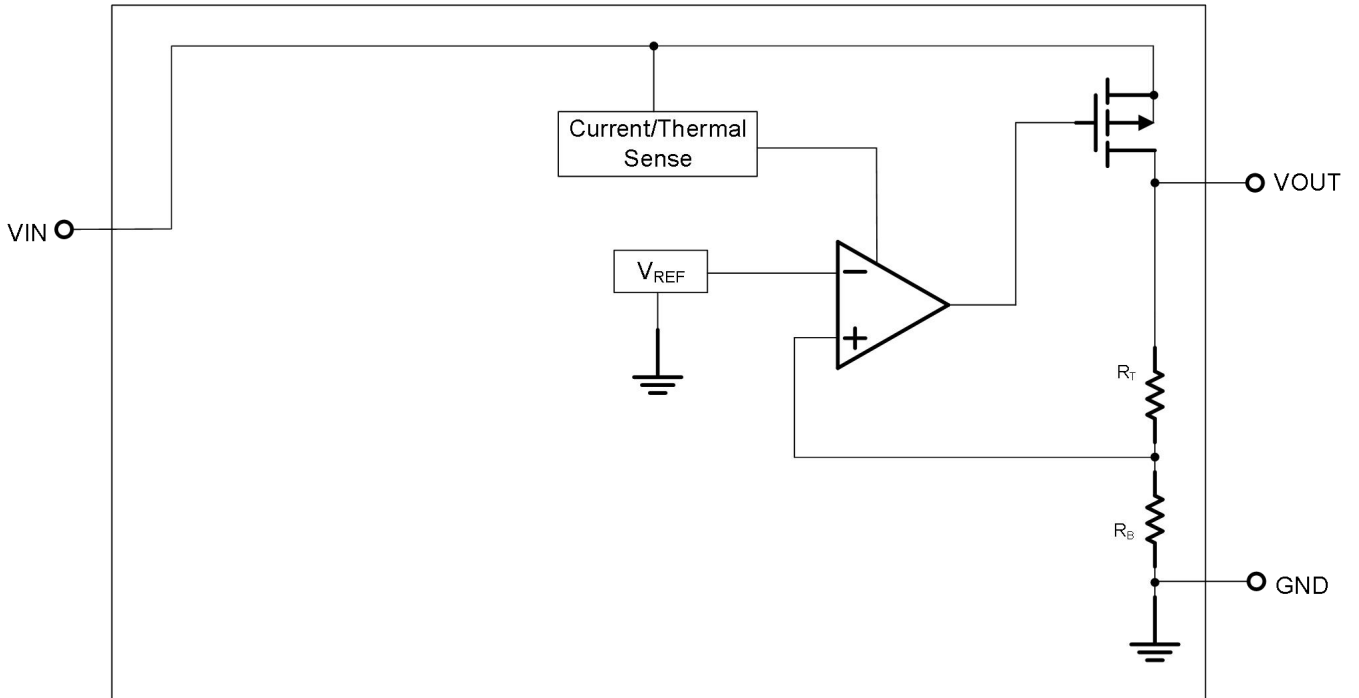 Current/Thermal
Sense
VOUT
VIN
VREF
−
+
RT
RB
GND